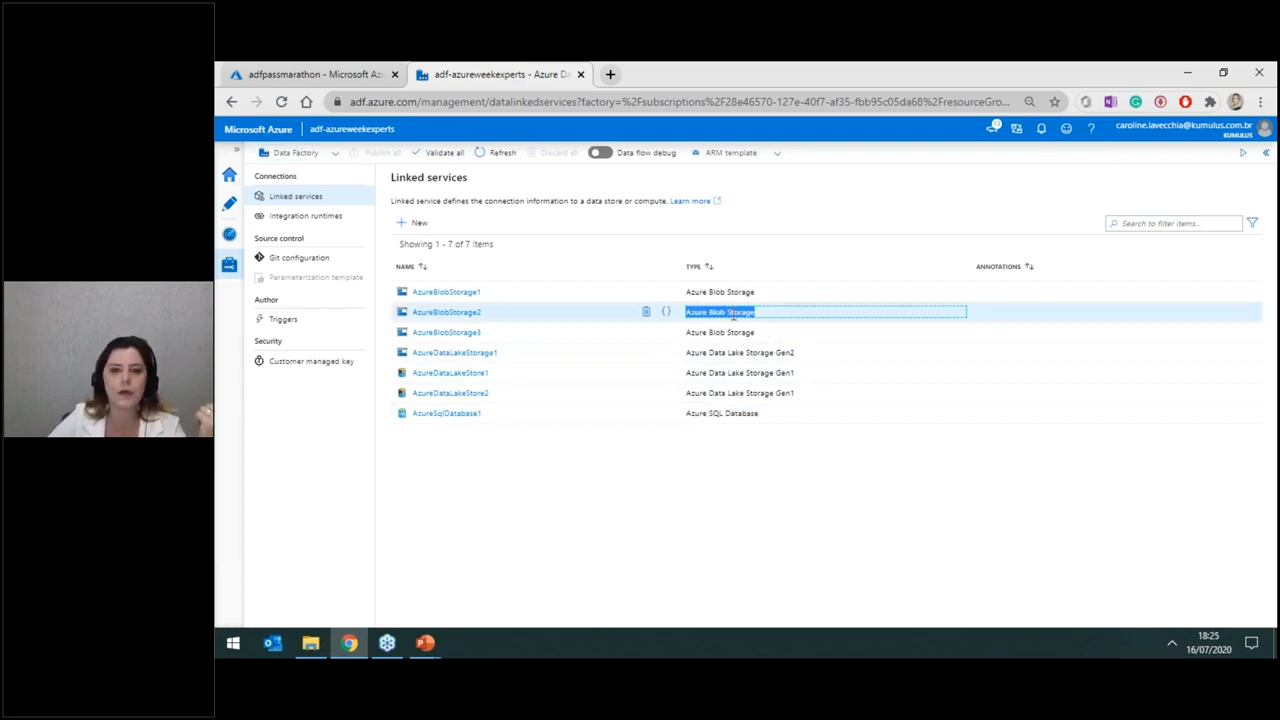 adfpassmarathon - Microsoft Az
adf-azureweekexperts - Azure Da
adf.azure.com/management/datalinkedservices?factory=%2Fsubscriptions%2F28e46570-127e-40f7-af35-fbb95c05da68%2FresourceGro...
Microsoft Azure
adf-azureweekexperts
caroline.lavecchia@kumulus.com.br
KUMULUS
Data Factory
Publish all
Validate all
Refresh
Discard all
Data flow debug
ARM template
Connections
Linked services
Integration runtimes
Source control
Git configuration
Parameterization template
Author
Triggers
Security
Customer managed key
Linked services
Linked service defines the connection information to a data store or compute. Learn more
New
Search to filter items...
Showing 1 - 7 of 7 items
NAME TYPE ANNOTATIONS
AzureBlobStorage1 Azure Blob Storage
AzureBlobStorage2 Azure Blob Storage
AzureBlobStorage3 Azure Blob Storage
AzureDataLakeStorage1 Azure Data Lake Storage Gen2
AzureDataLakeStore1 Azure Data Lake Storage Gen1
AzureDataLakeStore2 Azure Data Lake Storage Gen1
AzureSqlDatabase1 Azure SQL Database
18:25
16/07/2020